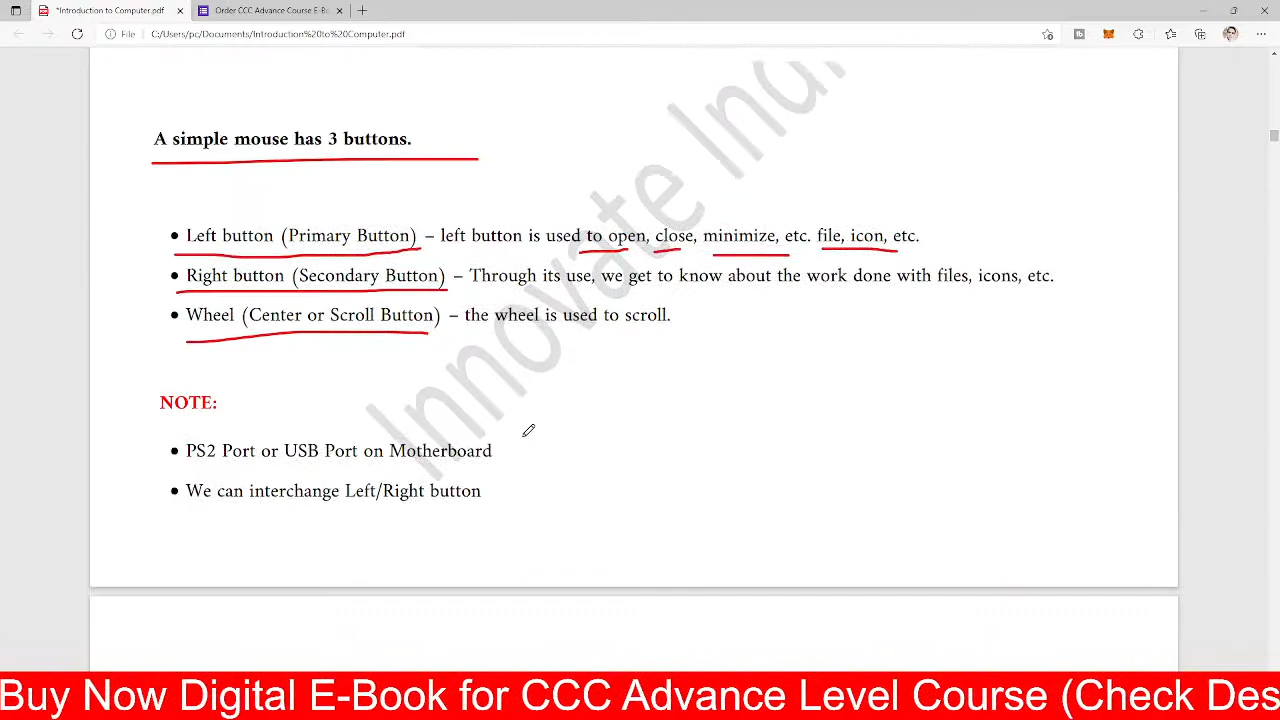 *Introduction to Computer.pdf
Order CCC Advance Course E-Bo
File
C:/Users/pc/Documents/Introduction%20to%20Computer.pdf
A simple mouse has 3 buttons.
• Left button (Primary Button) – left button is used to open, close, minimize, etc. file, icon, etc.
• Right button (Secondary Button) – Through its use, we get to know about the work done with files, icons, etc.
• Wheel (Center or Scroll Button) – the wheel is used to scroll.
NOTE:
• PS2 Port or USB Port on Motherboard
• We can interchange Left/Right button
Innovate Indi
Buy Now Digital E-Book for CCC Advance Level Course (Check Des